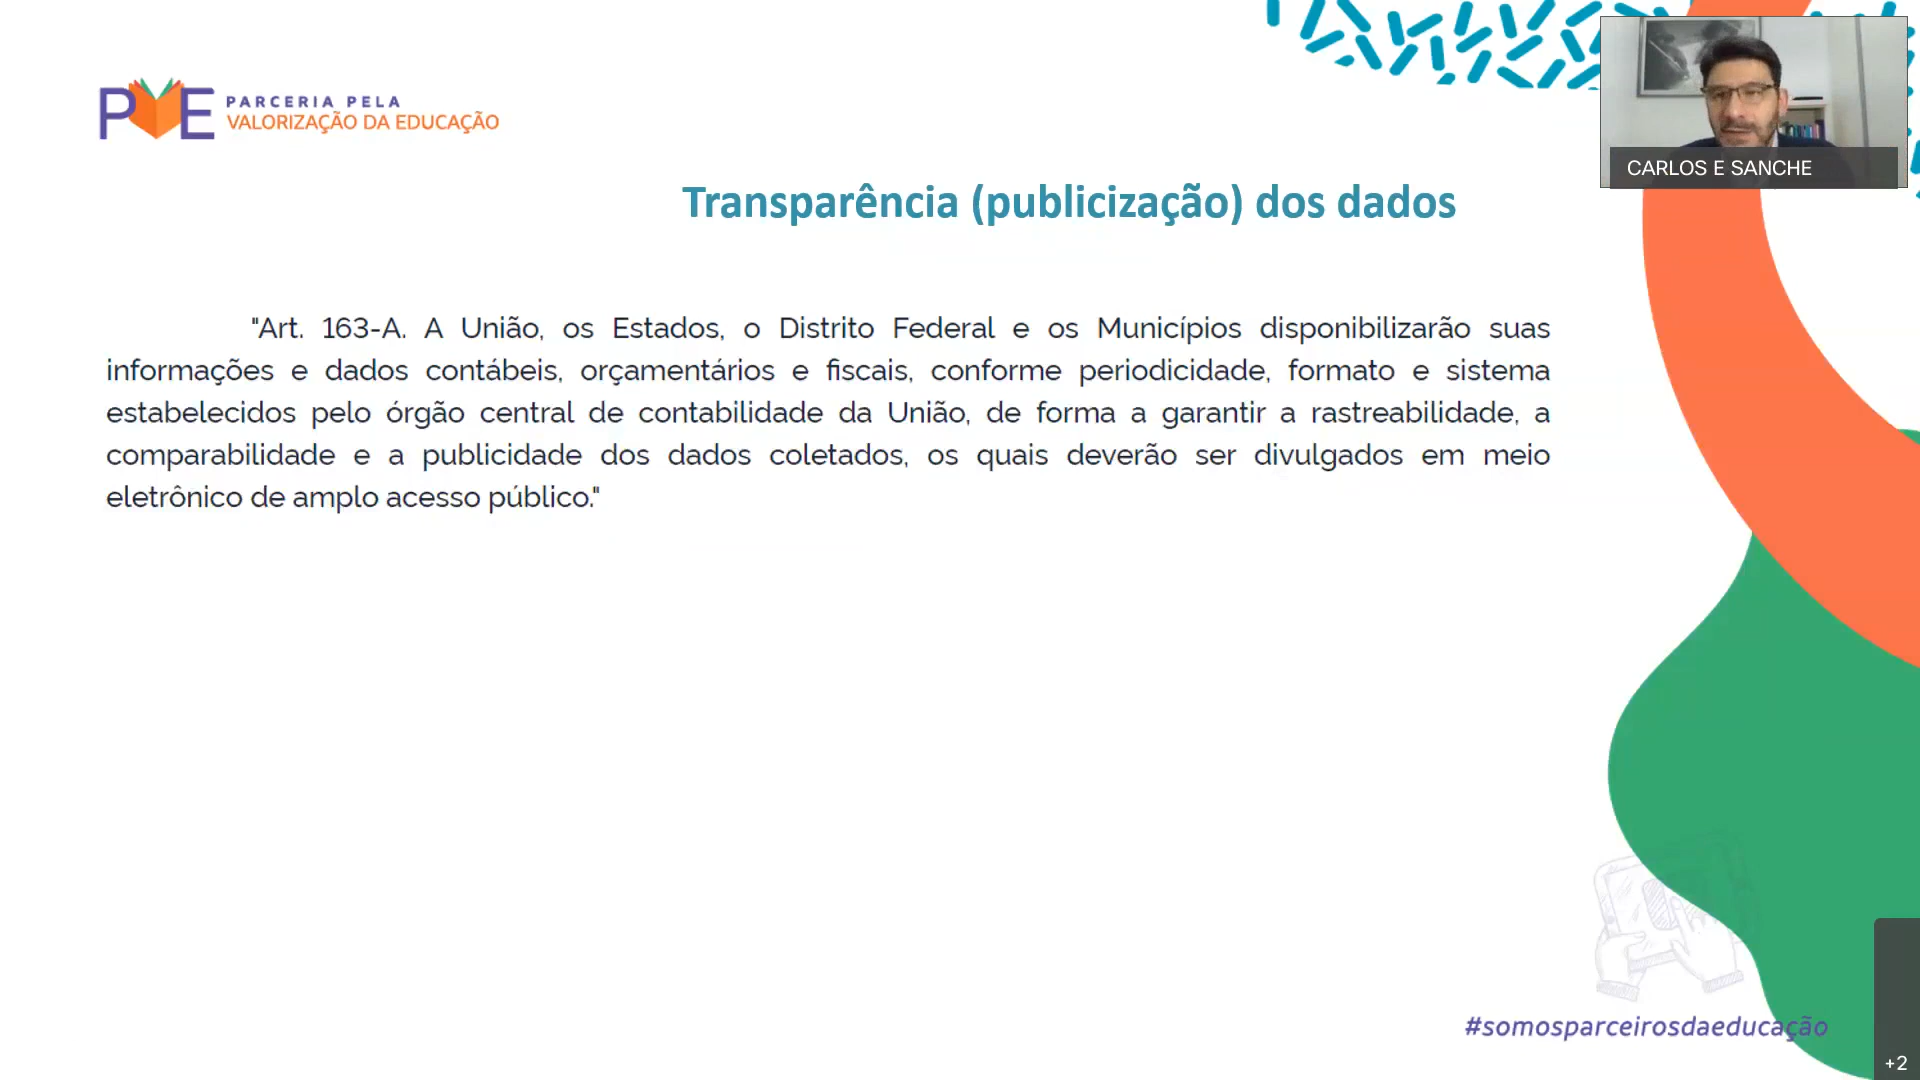 PVE PARCERIA PELA
VALORIZAÇÃO DA EDUCAÇÃO
CARLOS E SANCHE
Transparência (publicização) dos dados
"Art. 163-A. A União, os Estados, o Distrito Federal e os Municípios disponibilizarão suas
informações e dados contábeis, orçamentários e fiscais, conforme periodicidade, formato e sistema
estabelecidos pelo órgão central de contabilidade da União, de forma a garantir a rastreabilidade, a
comparabilidade e a publicidade dos dados coletados, os quais deverão ser divulgados em meio
eletrônico de amplo acesso público."
#somosparceirosdaeducação
+2